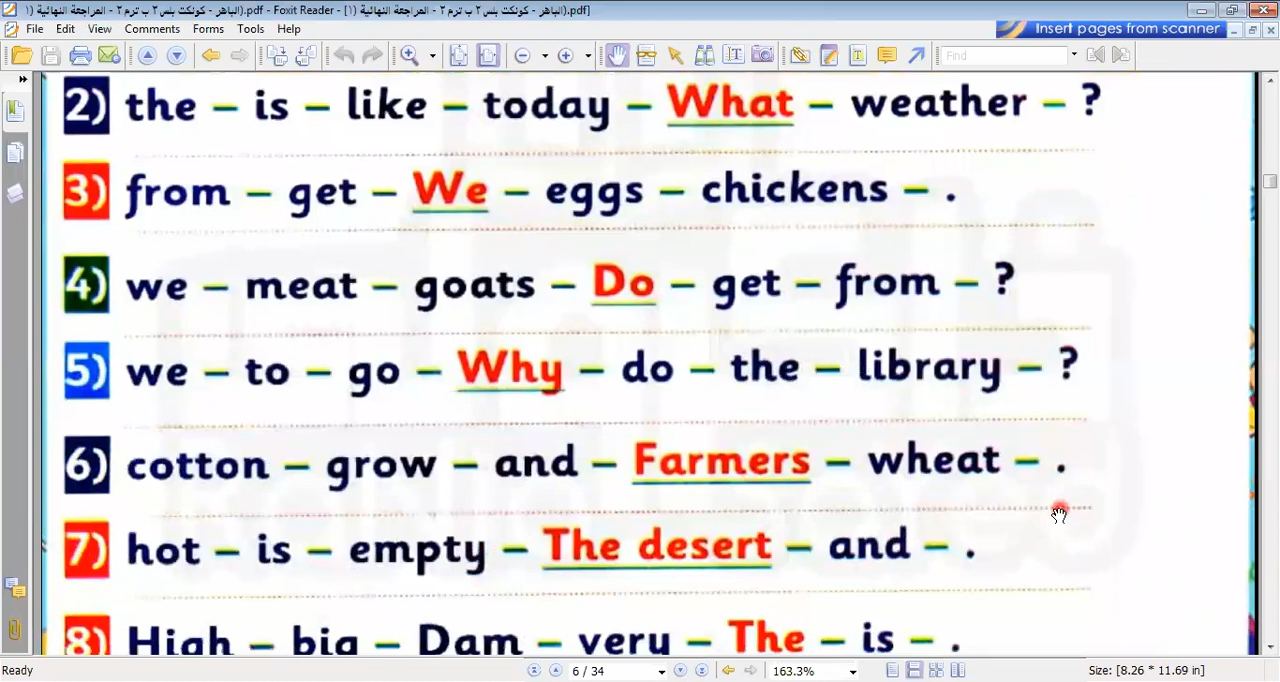 الباهر - كونكت بلس ٢ ب ترم ٢ - المراجعة النهائية (١).pdf - Foxit Reader - [الباهر - كونكت بلس ٢ ب ترم ٢ - المراجعة النهائية (١).pdf]
File Edit View Comments Forms Tools Help
Insert pages from scanner
Find
2) the – is – like – today – What – weather – ?
3) from – get – We – eggs – chickens – .
4) we – meat – goats – Do – get – from – ?
5) we – to – go – Why – do – the – library – ?
6) cotton – grow – and – Farmers – wheat – .
7) hot – is – empty – The desert – and – .
8) High – big – Dam – very – The – is – .
Ready 6 / 34 163.3% Size: [8.26 * 11.69 in]